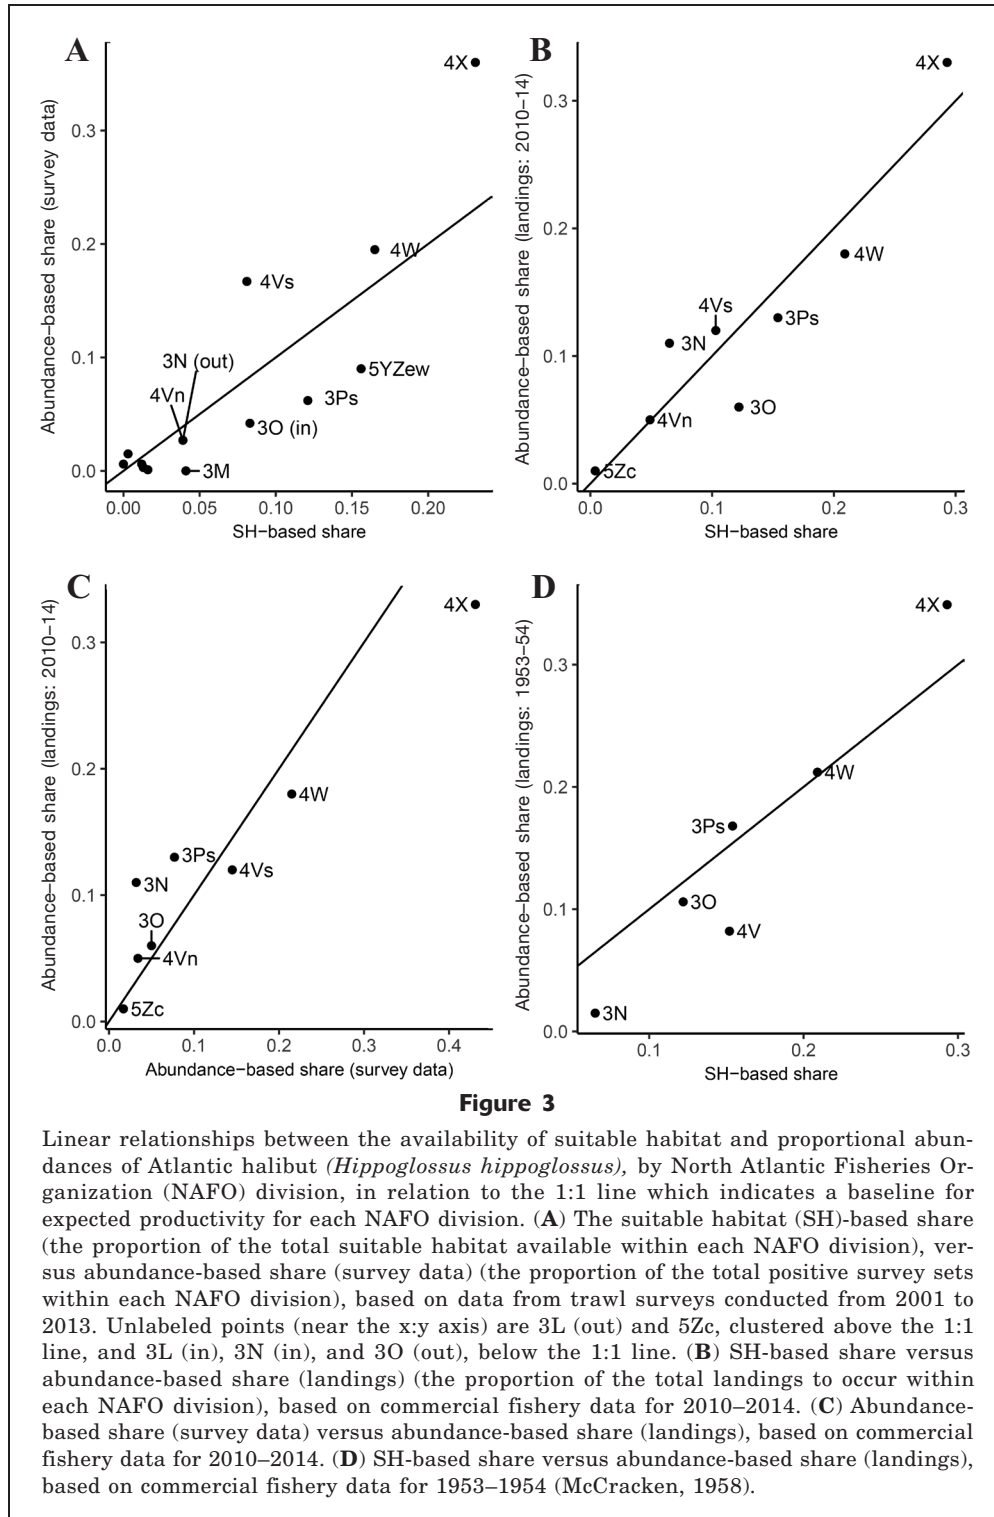 A
Abundance–based share (survey data)
0.3
0.2
0.1
0.0
4X
4W
4Vs
3N (out)
4Vn
5YZew
3Ps
3O (in)
3M
0.00 0.05 0.10 0.15 0.20
SH–based share
B
Abundance–based share (landings: 2010–14)
0.3
0.2
0.1
0.0
4X
4W
4Vs
3Ps
3N
3O
4Vn
5Zc
0.0 0.1 0.2 0.3
SH–based share
C
Abundance–based share (landings: 2010–14)
0.3
0.2
0.1
0.0
4X
4W
3Ps
4Vs
3N
3O
4Vn
5Zc
0.0 0.1 0.2 0.3 0.4
Abundance–based share (survey data)
D
Abundance–based share (landings: 1953–54)
0.3
0.2
0.1
0.0
4X
4W
3Ps
3O
4V
3N
0.1 0.2 0.3
SH–based share
Figure 3
Linear relationships between the availability of suitable habitat and proportional abun-
dances of Atlantic halibut (Hippoglossus hippoglossus), by North Atlantic Fisheries Or-
ganization (NAFO) division, in relation to the 1:1 line which indicates a baseline for
expected productivity for each NAFO division. (A) The suitable habitat (SH)-based share
(the proportion of the total suitable habitat available within each NAFO division), ver-
sus abundance-based share (survey data) (the proportion of the total positive survey sets
within each NAFO division), based on data from trawl surveys conducted from 2001 to
2013. Unlabeled points (near the x:y axis) are 3L (out) and 5Zc, clustered above the 1:1
line, and 3L (in), 3N (in), and 3O (out), below the 1:1 line. (B) SH-based share versus
abundance-based share (landings) (the proportion of the total landings to occur within
each NAFO division), based on commercial fishery data for 2010–2014. (C) Abundance-
based share (survey data) versus abundance-based share (landings), based on commercial
fishery data for 2010–2014. (D) SH-based share versus abundance-based share (landings),
based on commercial fishery data for 1953–1954 (McCracken, 1958).